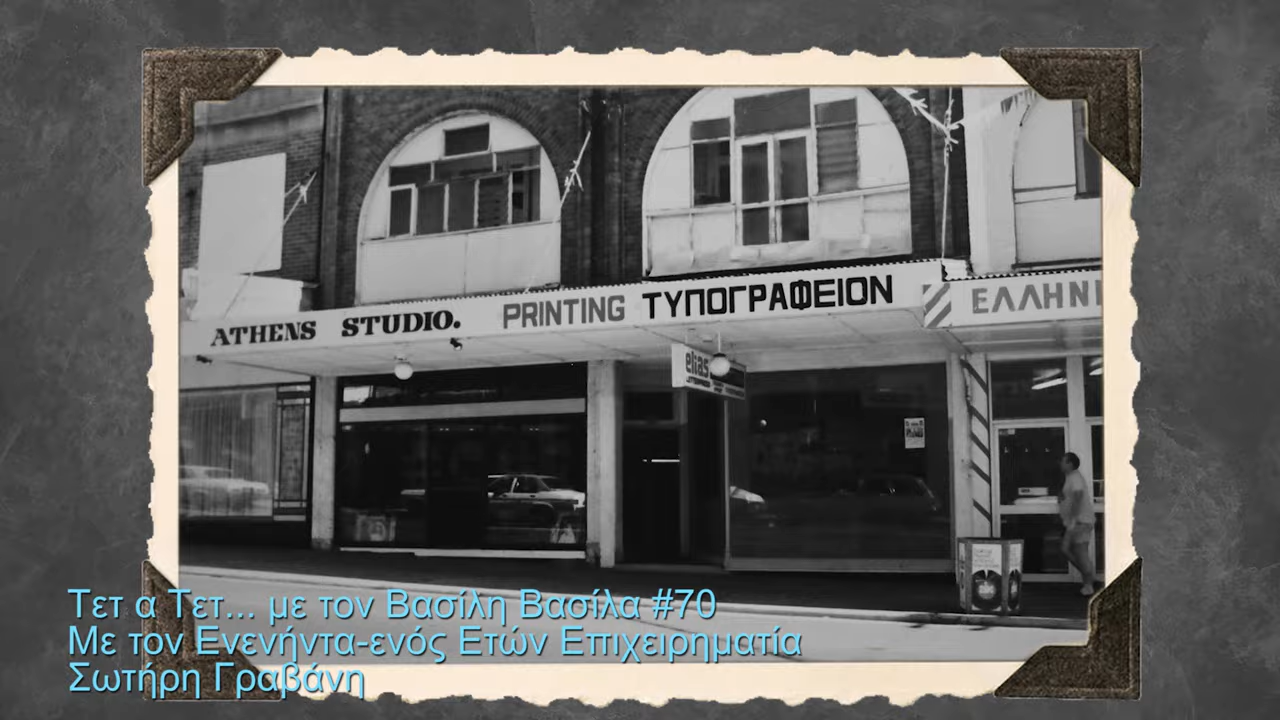 ATHENS STUDIO. PRINTING ΤΥΠΟΓΡΑΦΕΙΟΝ
ΕΛΛΗΝΙ
elias
Τετ α Τετ... με τον Βασίλη Βασίλα #70
Με τον Ενενήντα-ενός Ετών Επιχειρηματία
Σωτήρη Γραβάνη